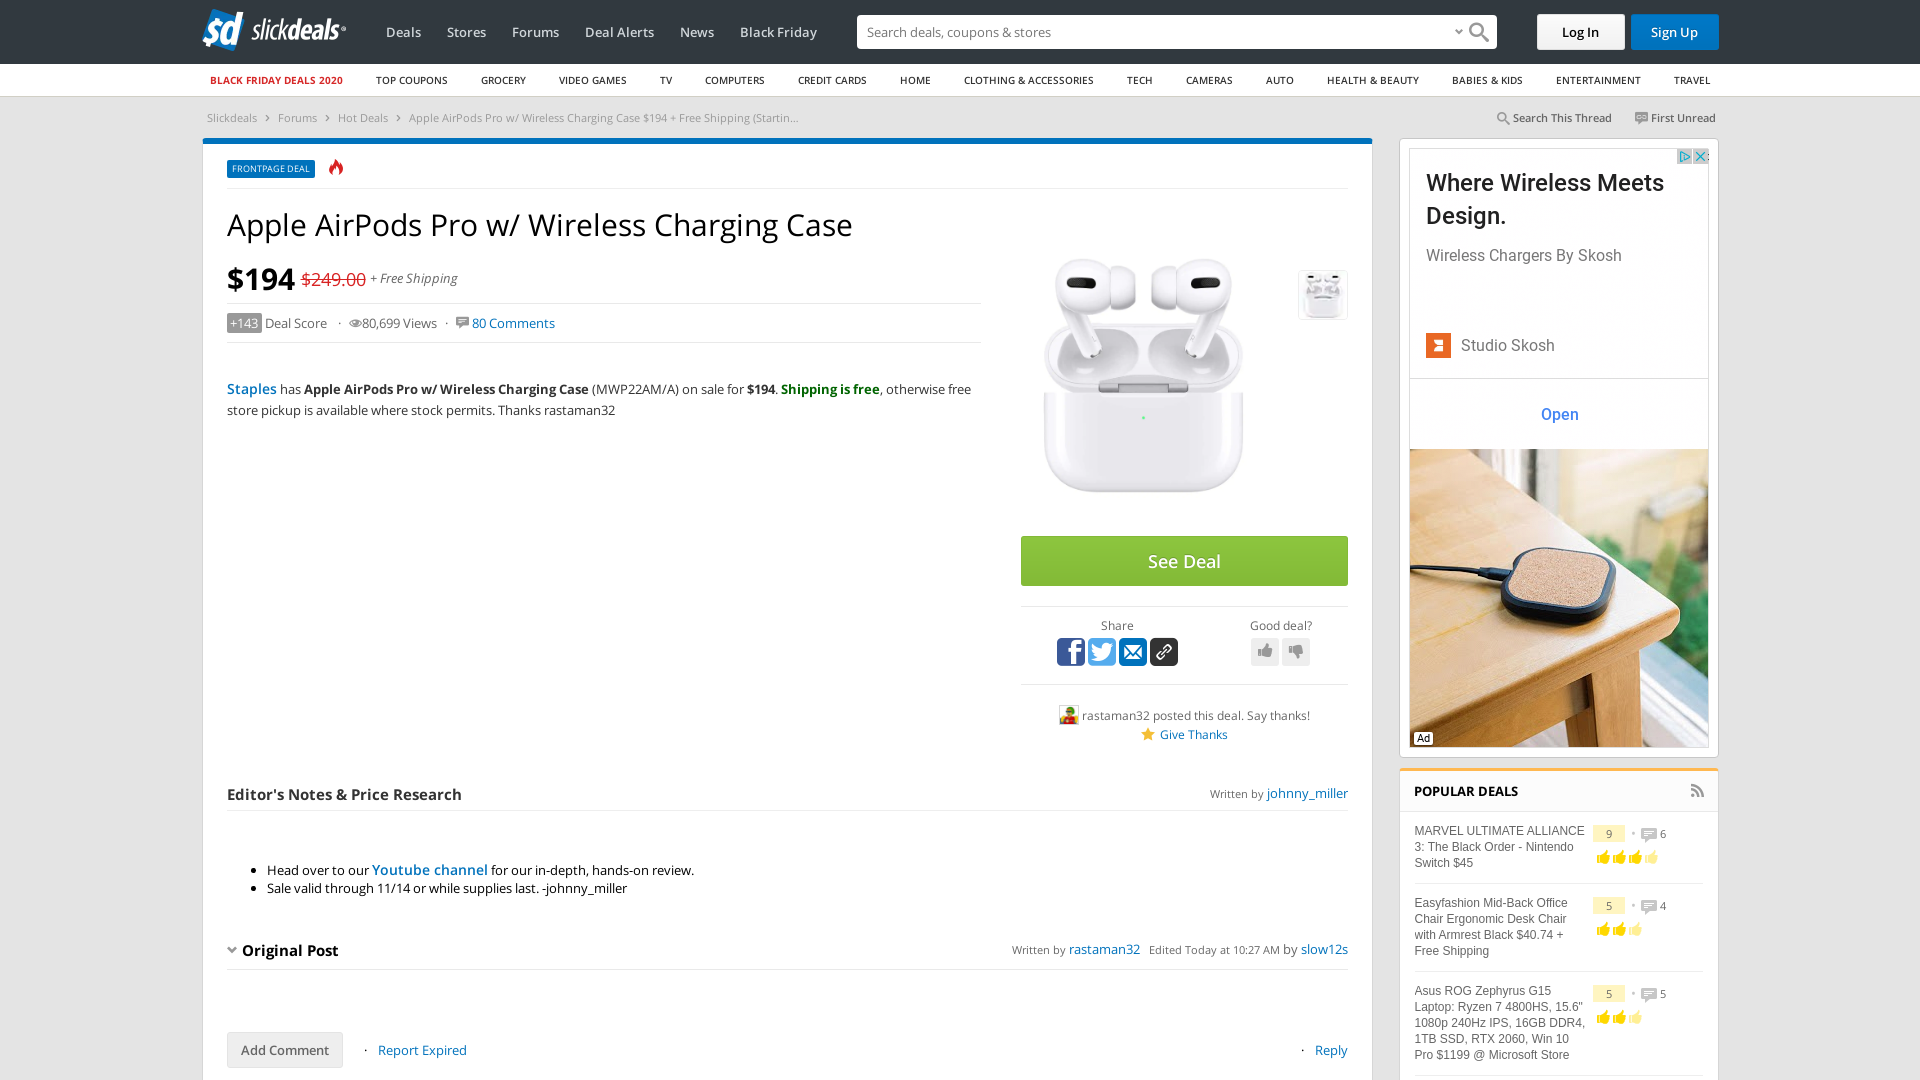 sd slickdeals
Deals
Stores
Forums
Deal Alerts
News
Black Friday
Search deals, coupons & stores
Log In
Sign Up
BLACK FRIDAY DEALS 2020
TOP COUPONS
GROCERY
VIDEO GAMES
TV
COMPUTERS
CREDIT CARDS
HOME
CLOTHING & ACCESSORIES
TECH
CAMERAS
AUTO
HEALTH & BEAUTY
BABIES & KIDS
ENTERTAINMENT
TRAVEL
Slickdeals › Forums › Hot Deals › Apple AirPods Pro w/ Wireless Charging Case $194 + Free Shipping (Startin...
Search This Thread
First Unread
FRONTPAGE DEAL
Apple AirPods Pro w/ Wireless Charging Case
$194 $249.00 + Free Shipping
+143 Deal Score · 80,699 Views · 80 Comments
Staples has Apple AirPods Pro w/ Wireless Charging Case (MWP22AM/A) on sale for $194. Shipping is free, otherwise free
store pickup is available where stock permits. Thanks rastaman32
See Deal
Share
Good deal?
rastaman32 posted this deal. Say thanks!
Give Thanks
Editor's Notes & Price Research
Written by johnny_miller
• Head over to our Youtube channel for our in-depth, hands-on review.
• Sale valid through 11/14 or while supplies last. -johnny_miller
Original Post
Written by rastaman32 Edited Today at 10:27 AM by slow12s
Add Comment
· Report Expired
· Reply
Where Wireless Meets
Design.
Wireless Chargers By Skosh
Studio Skosh
Open
Ad
POPULAR DEALS
MARVEL ULTIMATE ALLIANCE
3: The Black Order - Nintendo
Switch $45
9 • 6
Easyfashion Mid-Back Office
Chair Ergonomic Desk Chair
with Armrest Black $40.74 +
Free Shipping
5 • 4
Asus ROG Zephyrus G15
Laptop: Ryzen 7 4800HS, 15.6"
1080p 240Hz IPS, 16GB DDR4,
1TB SSD, RTX 2060, Win 10
Pro $1199 @ Microsoft Store
5 • 5